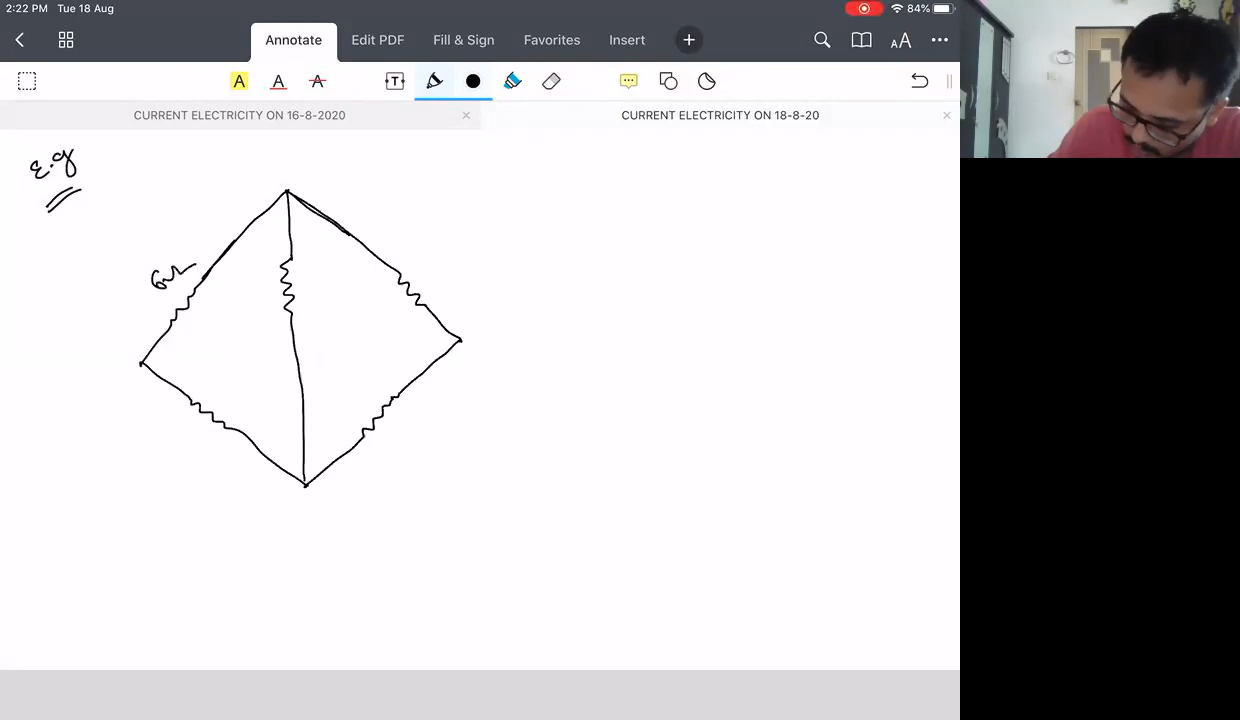 2:22 PM Tue 18 Aug
84%
Annotate Edit PDF Fill & Sign Favorites Insert
AA
A A A T
CURRENT ELECTRICITY ON 16-8-2020
CURRENT ELECTRICITY ON 18-8-20
E.g
6Ω